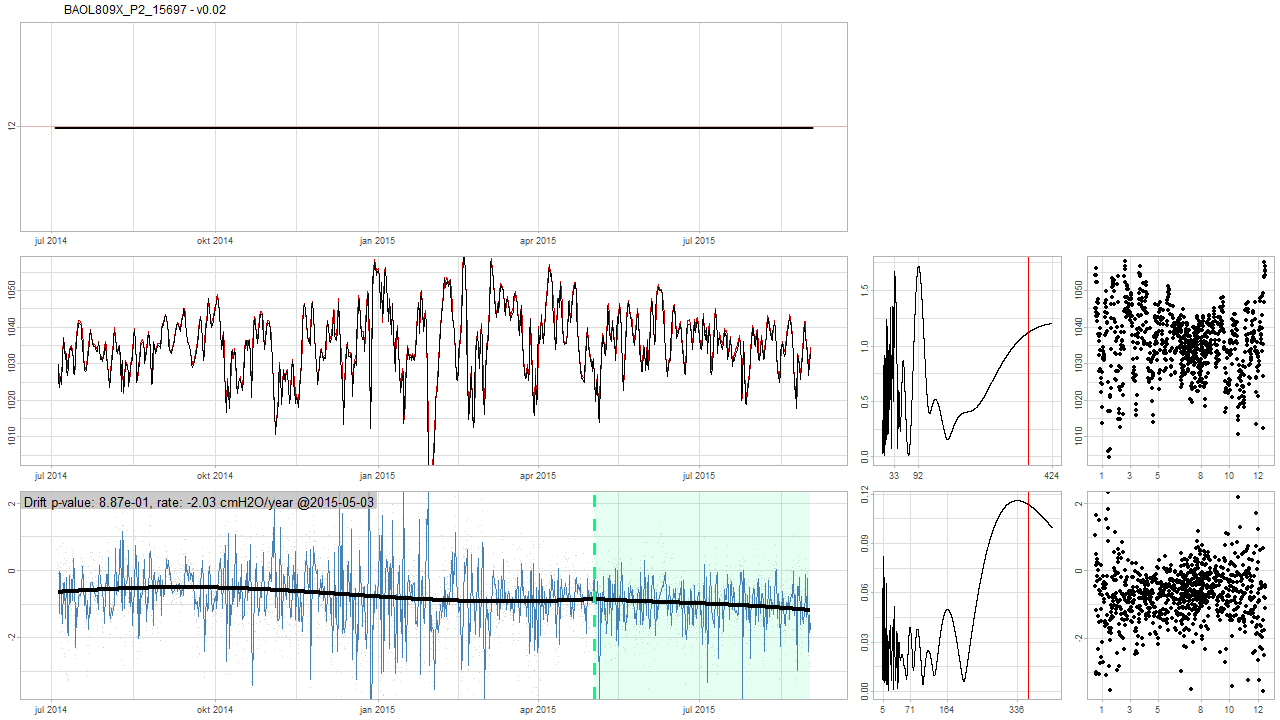 BAOL809X_P2_15697 - v0.02
12
jul 2014 okt 2014 jan 2015 apr 2015 jul 2015
1050
1040
1030
1020
1010
jul 2014 okt 2014 jan 2015 apr 2015 jul 2015
1.5
1.0
0.5
0.0
33 92 424
1050
1040
1030
1020
1010
1 3 5 8 10 12
Drift p-value: 8.87e-01, rate: -2.03 cmH2O/year @2015-05-03
2
0
-2
jul 2014 okt 2014 jan 2015 apr 2015 jul 2015
0.12
0.09
0.06
0.03
0.00
5 71 164 336
2
0
-2
1 3 5 8 10 12